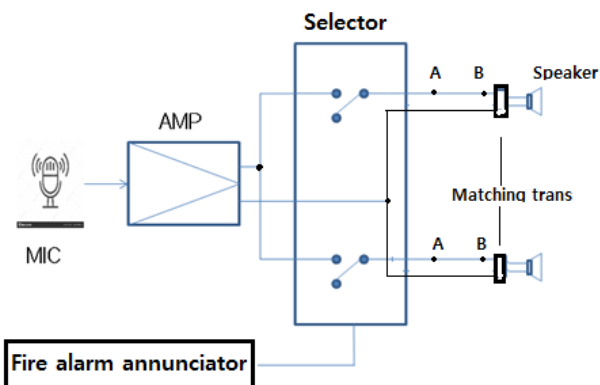 Selector
A B Speaker
AMP
Matching trans
MIC
A B
Fire alarm annunciator